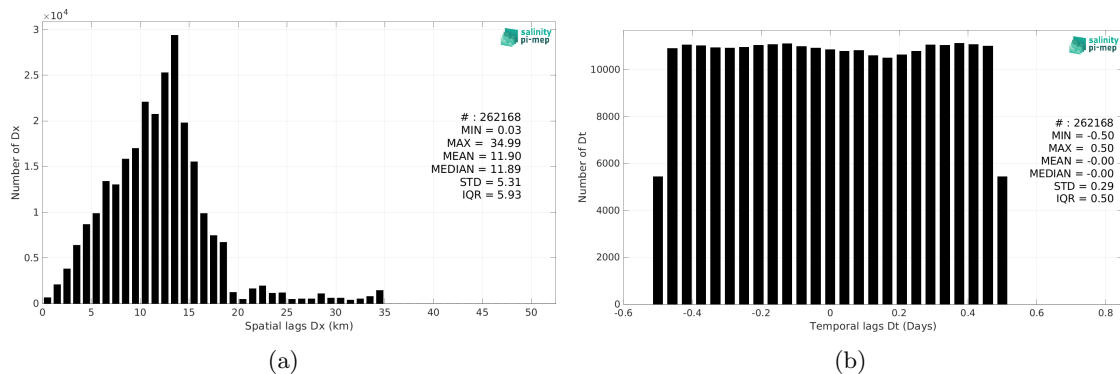 ×10⁴
3
2.5
2
1.5
1
0.5
0
Number of Dx
0 5 10 15 20 25 30 35 40 45 50
Spatial lags Dx (km)
salinity
pi-mep
# : 262168
MIN = 0.03
MAX = 34.99
MEAN = 11.90
MEDIAN = 11.89
STD = 5.31
IQR = 5.93
(a)
10000
8000
6000
4000
2000
0
Number of Dt
-0.6 -0.4 -0.2 0 0.2 0.4 0.6 0.8
Temporal lags Dt (Days)
salinity
pi-mep
# : 262168
MIN = -0.50
MAX = 0.50
MEAN = -0.00
MEDIAN = -0.00
STD = 0.29
IQR = 0.50
(b)